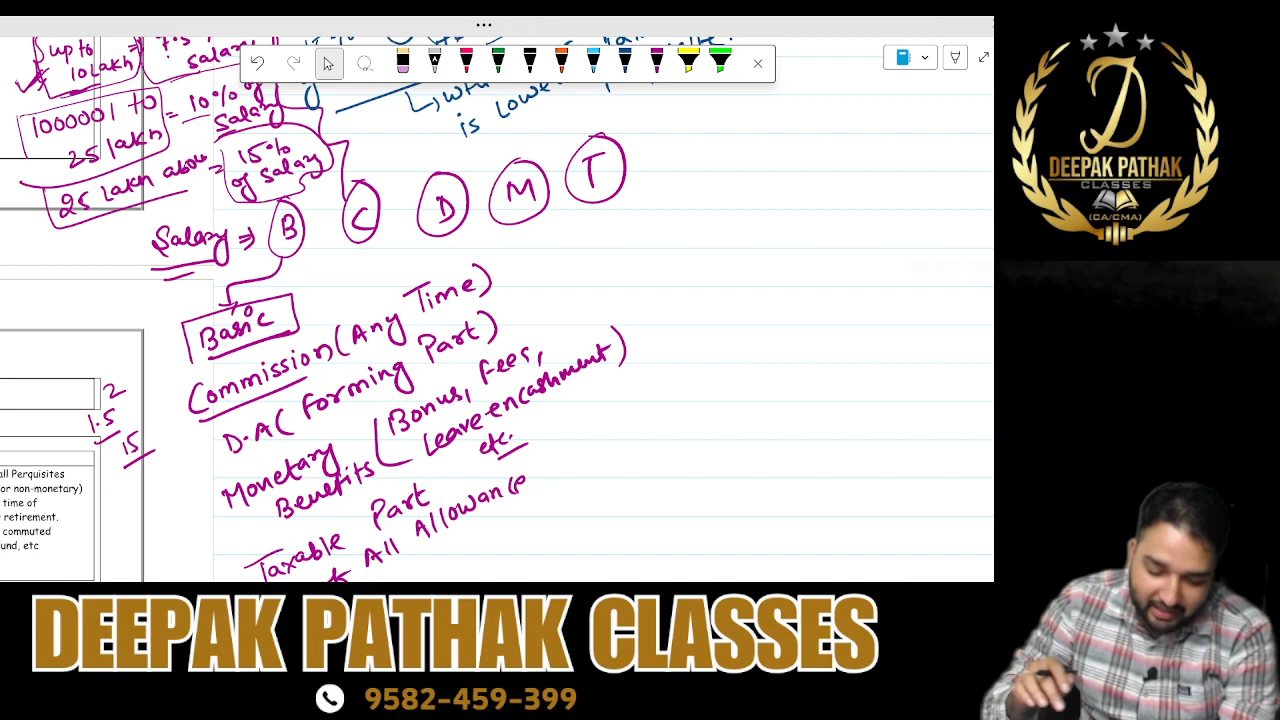 up to
10 lakh
=
salary
1000001 to
25 lakh
= 10% of
salary
25 lakh above =
15%
of salary
is lower
Salary ⇒ B C D M T
Basic
Commission (Any Time)
D.A ( Forming Part)
Monetary
Benefits
( Bonus, Fees,
Leave encashment)
etc.
Taxable Part
All Allowance
2
1.5
15
all Perquisites
or non-monetary)
time of
retirement.
commuted
und, etc
D
DEEPAK PATHAK
CLASSES
(CA/CMA)
DEEPAK PATHAK CLASSES
9582-459-399